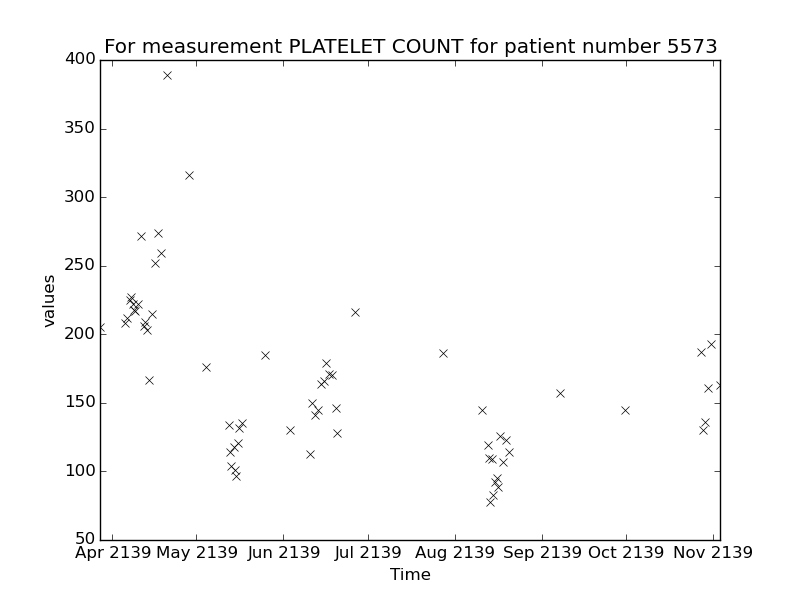 For measurement PLATELET COUNT for patient number 5573
400
350
300
250
200
150
100
50
values
Apr 2139 May 2139 Jun 2139 Jul 2139 Aug 2139 Sep 2139 Oct 2139 Nov 2139
Time